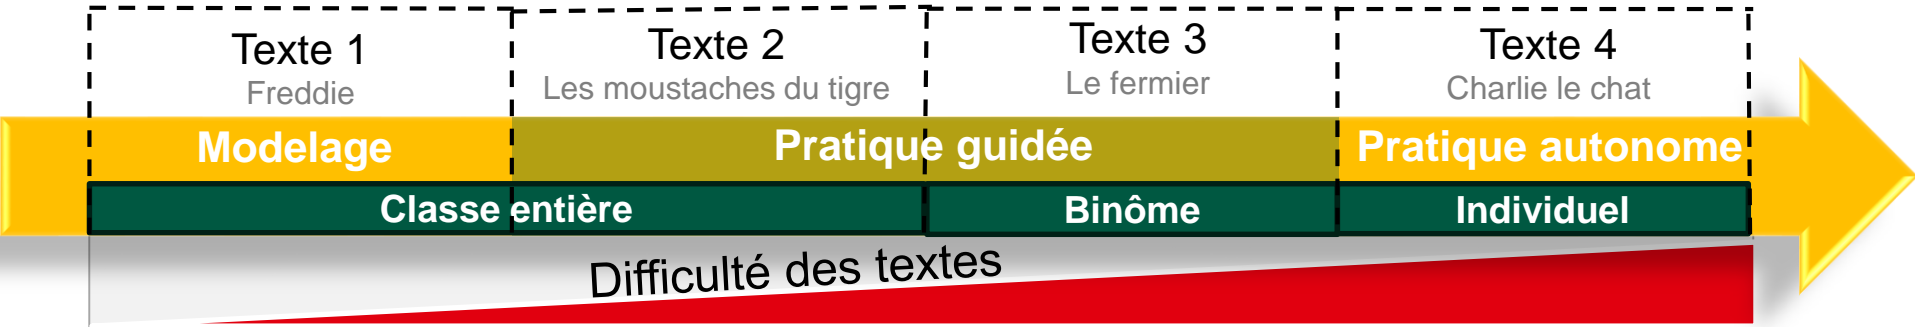 Texte 1
Freddie
Texte 2
Les moustaches du tigre
Texte 3
Le fermier
Texte 4
Charlie le chat
Modelage
Pratique guidée
Pratique autonome
Classe entière
Binôme
Individuel
Difficulté des textes